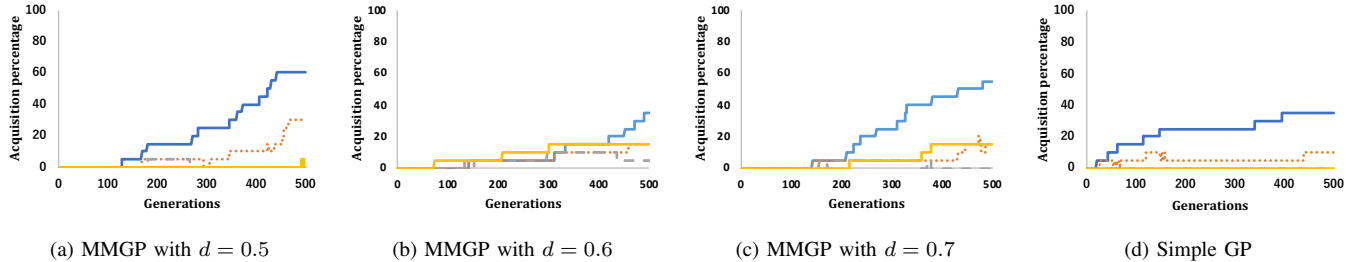 Acquisition percentage
100
80
60
40
20
0
0 100 200 300 400 500
Generations
(a) MMGP with d = 0.5
Acquisition percentage
100
80
60
40
20
0
0 100 200 300 400 500
Generations
(b) MMGP with d = 0.6
Acquisition percentage
100
80
60
40
20
0
0 100 200 300 400 500
Generations
(c) MMGP with d = 0.7
Acquisition percentage
100
80
60
40
20
0
0 100 200 300 400 500
Generations
(d) Simple GP